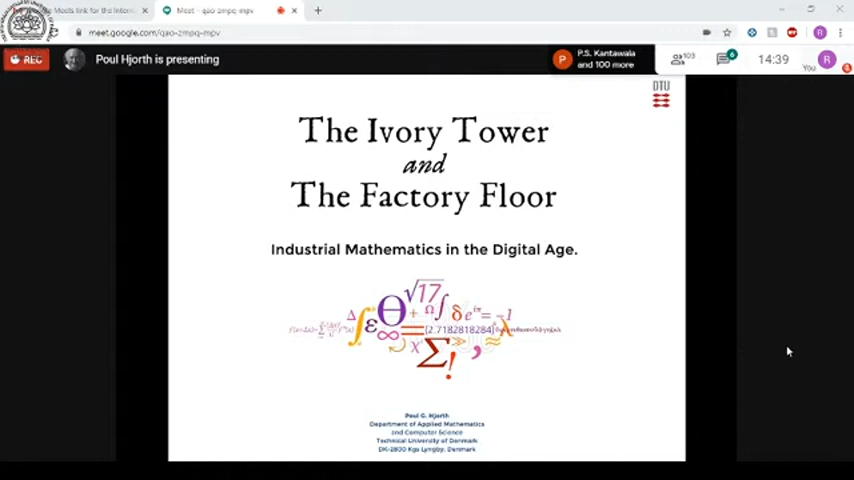 Meet – qao-zmpq-mpv
meet.google.com/qao-zmpq-mpv
REC
Poul Hjorth is presenting
P
P.S. Kantawala
and 100 more
103
6
14:39
You
R
R
DTU
The Ivory Tower
and
The Factory Floor
Industrial Mathematics in the Digital Age.
√17
Δ ∫ ε Θ + Ω ∫ δ e^{iπ} = -1
∞ = {2.7182818284} λ
χ² Σ ! ≫ , ≈
Poul G. Hjorth
Department of Applied Mathematics
and Computer Science
Technical University of Denmark
DK-2800 Kgs Lyngby, Denmark